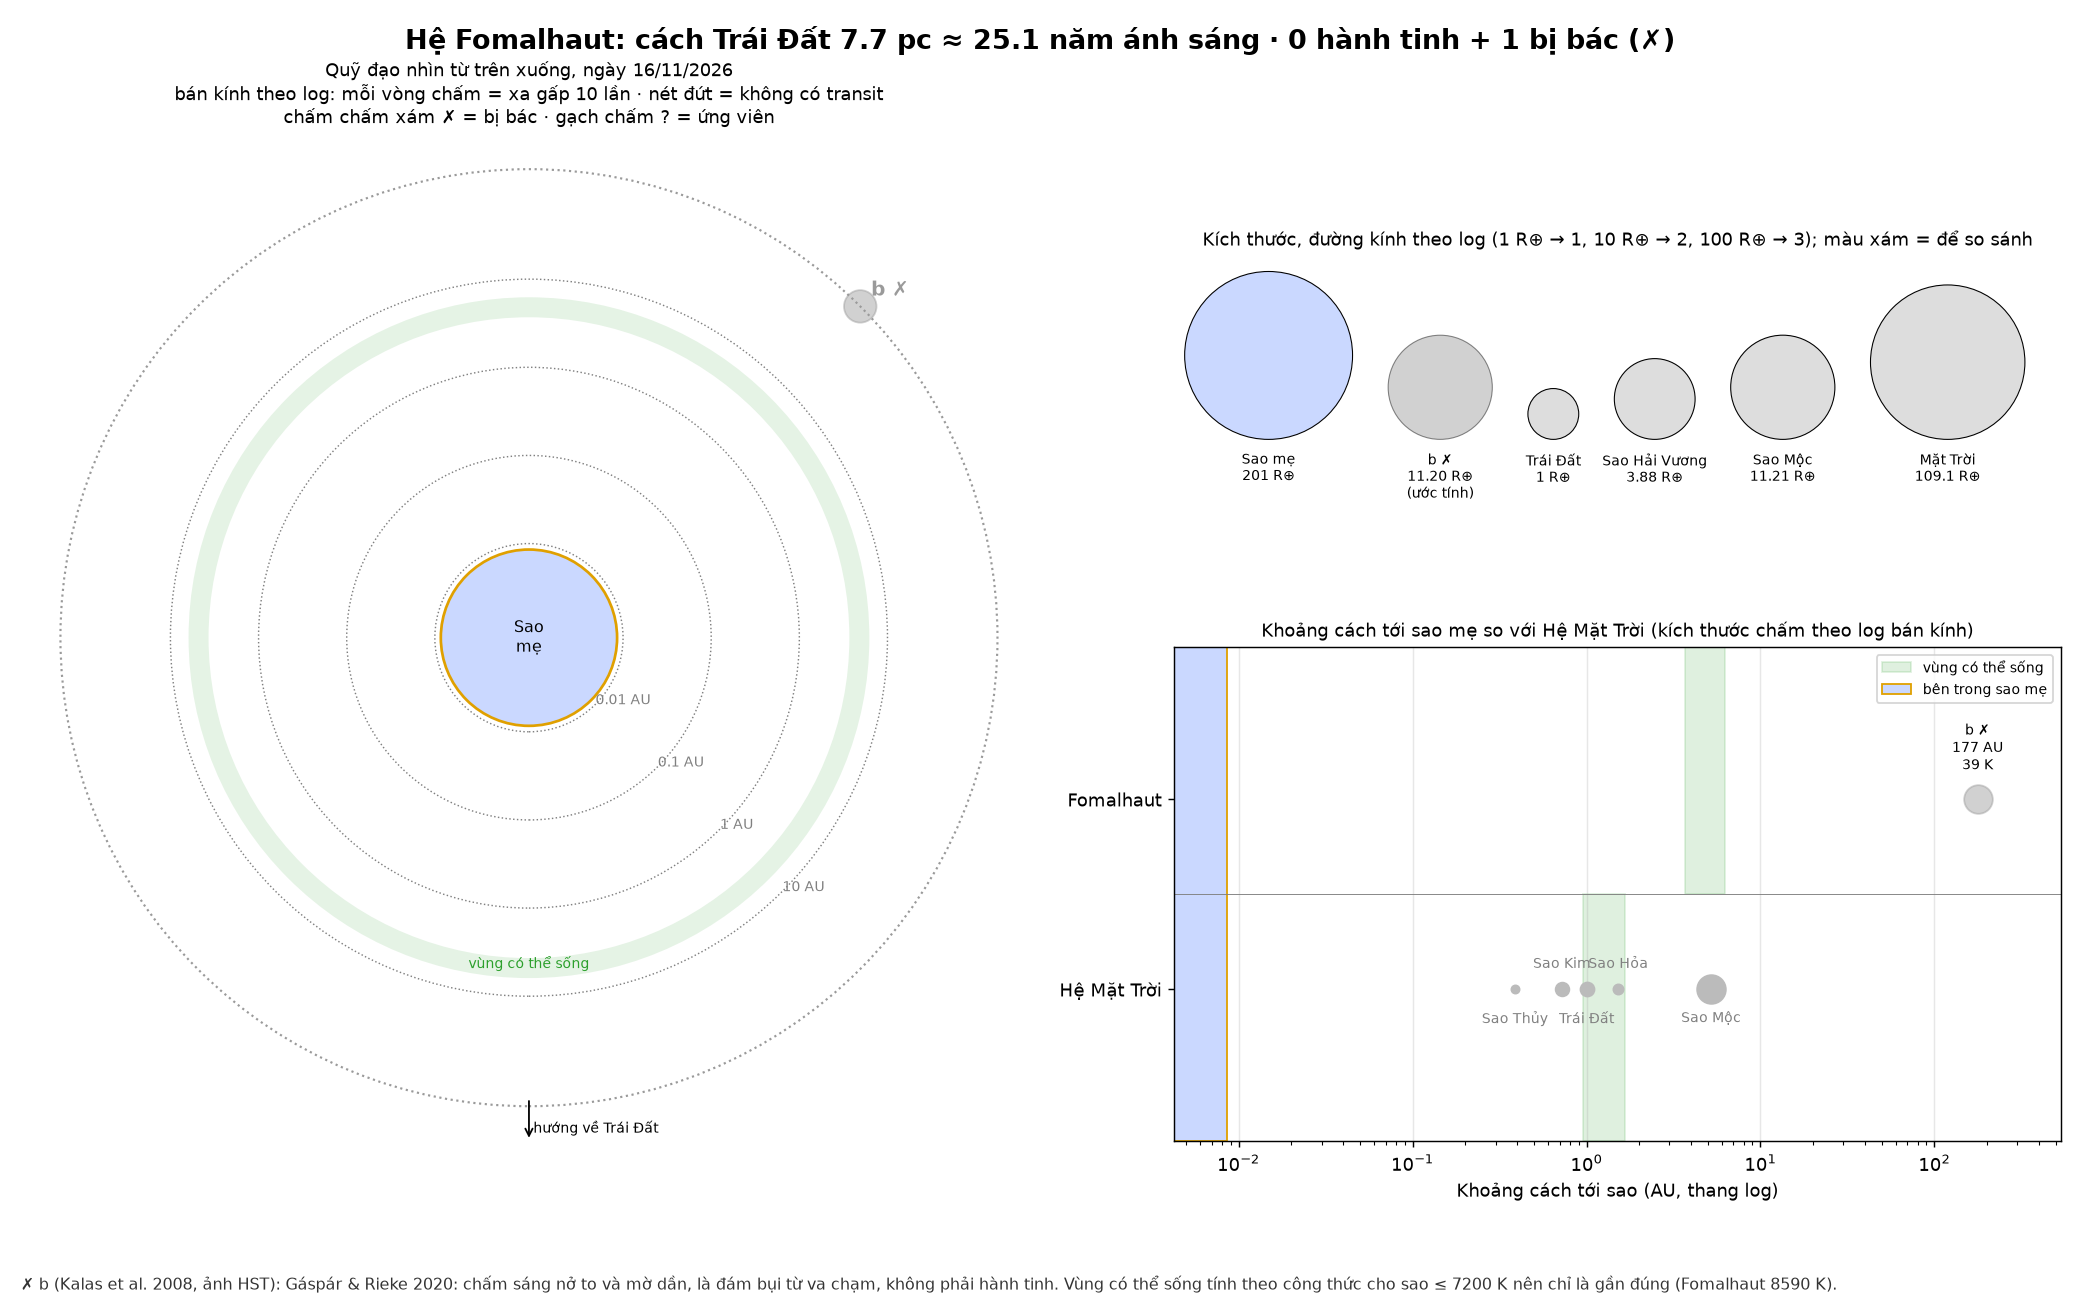 Hệ Fomalhaut: cách Trái Đất 7.7 pc ≈ 25.1 năm ánh sáng · 0 hành tinh + 1 bị bác (✗)
Quỹ đạo nhìn từ trên xuống, ngày 16/11/2026
bán kính theo log: mỗi vòng chấm = xa gấp 10 lần · nét đứt = không có transit
chấm chấm xám ✗ = bị bác · gạch chấm ? = ứng viên
b ✗
Sao
mẹ
0.01 AU
0.1 AU
1 AU
10 AU
vùng có thể sống
hướng về Trái Đất
Kích thước, đường kính theo log (1 R⊕ → 1, 10 R⊕ → 2, 100 R⊕ → 3); màu xám = để so sánh
Sao mẹ
201 R⊕
b ✗
11.20 R⊕
(ước tính)
Trái Đất
1 R⊕
Sao Hải Vương
3.88 R⊕
Sao Mộc
11.21 R⊕
Mặt Trời
109.1 R⊕
Khoảng cách tới sao mẹ so với Hệ Mặt Trời (kích thước chấm theo log bán kính)
vùng có thể sống
bên trong sao mẹ
b ✗
177 AU
39 K
Fomalhaut
Hệ Mặt Trời
Sao Kim
Sao Hỏa
Sao Thủy
Trái Đất
Sao Mộc
10⁻²
10⁻¹
10⁰
10¹
10²
Khoảng cách tới sao (AU, thang log)
✗ b (Kalas et al. 2008, ảnh HST): Gáspár & Rieke 2020: chấm sáng nở to và mờ dần, là đám bụi từ va chạm, không phải hành tinh. Vùng có thể sống tính theo công thức cho sao ≤ 7200 K nên chỉ là gần đúng (Fomalhaut 8590 K).